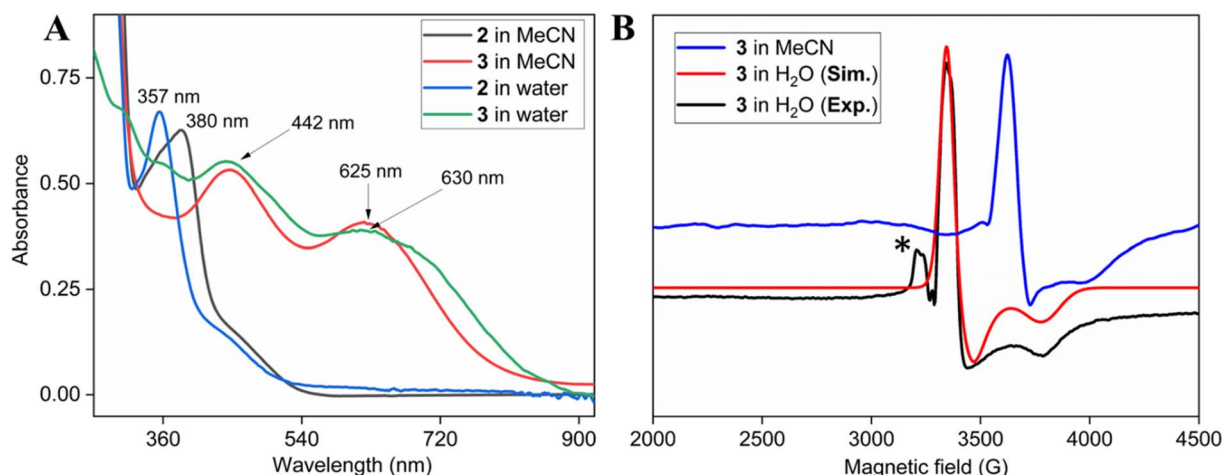 A
2 in MeCN
3 in MeCN
2 in water
3 in water
357 nm
380 nm
442 nm
625 nm
630 nm
0.75
0.50
0.25
0.00
Absorbance
360 540 720 900
Wavelength (nm)
B
3 in MeCN
3 in H₂O (Sim.)
3 in H₂O (Exp.)
*
2000 3000 3500 4000 4500
Magnetic field (G)